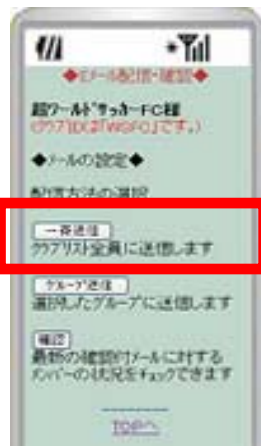 ◆Eメール配信・確認◆
超ワールドサッカーFC様
(クラブIDは「WSFC」です。)
◆メールの設定◆
配信方法の選択
一斉送信
クラブリスト全員に送信します
グループ送信
選択したグループに送信します
確認
最新の確認付メールに対する
メンバーの状況をチェックできます
TOPへ